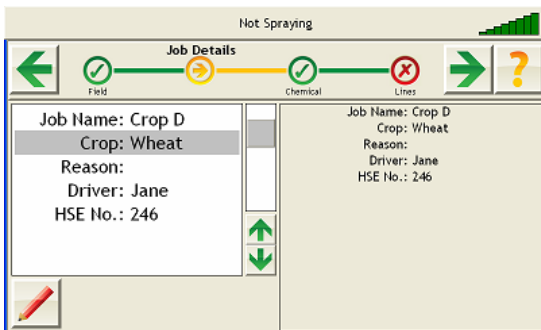 Not Spraying
Job Details
Field
Chemical
Lines
?
Job Name: Crop D
Crop: Wheat
Reason:
Driver: Jane
HSE No.: 246
Job Name: Crop D
Crop: Wheat
Reason:
Driver: Jane
HSE No.: 246